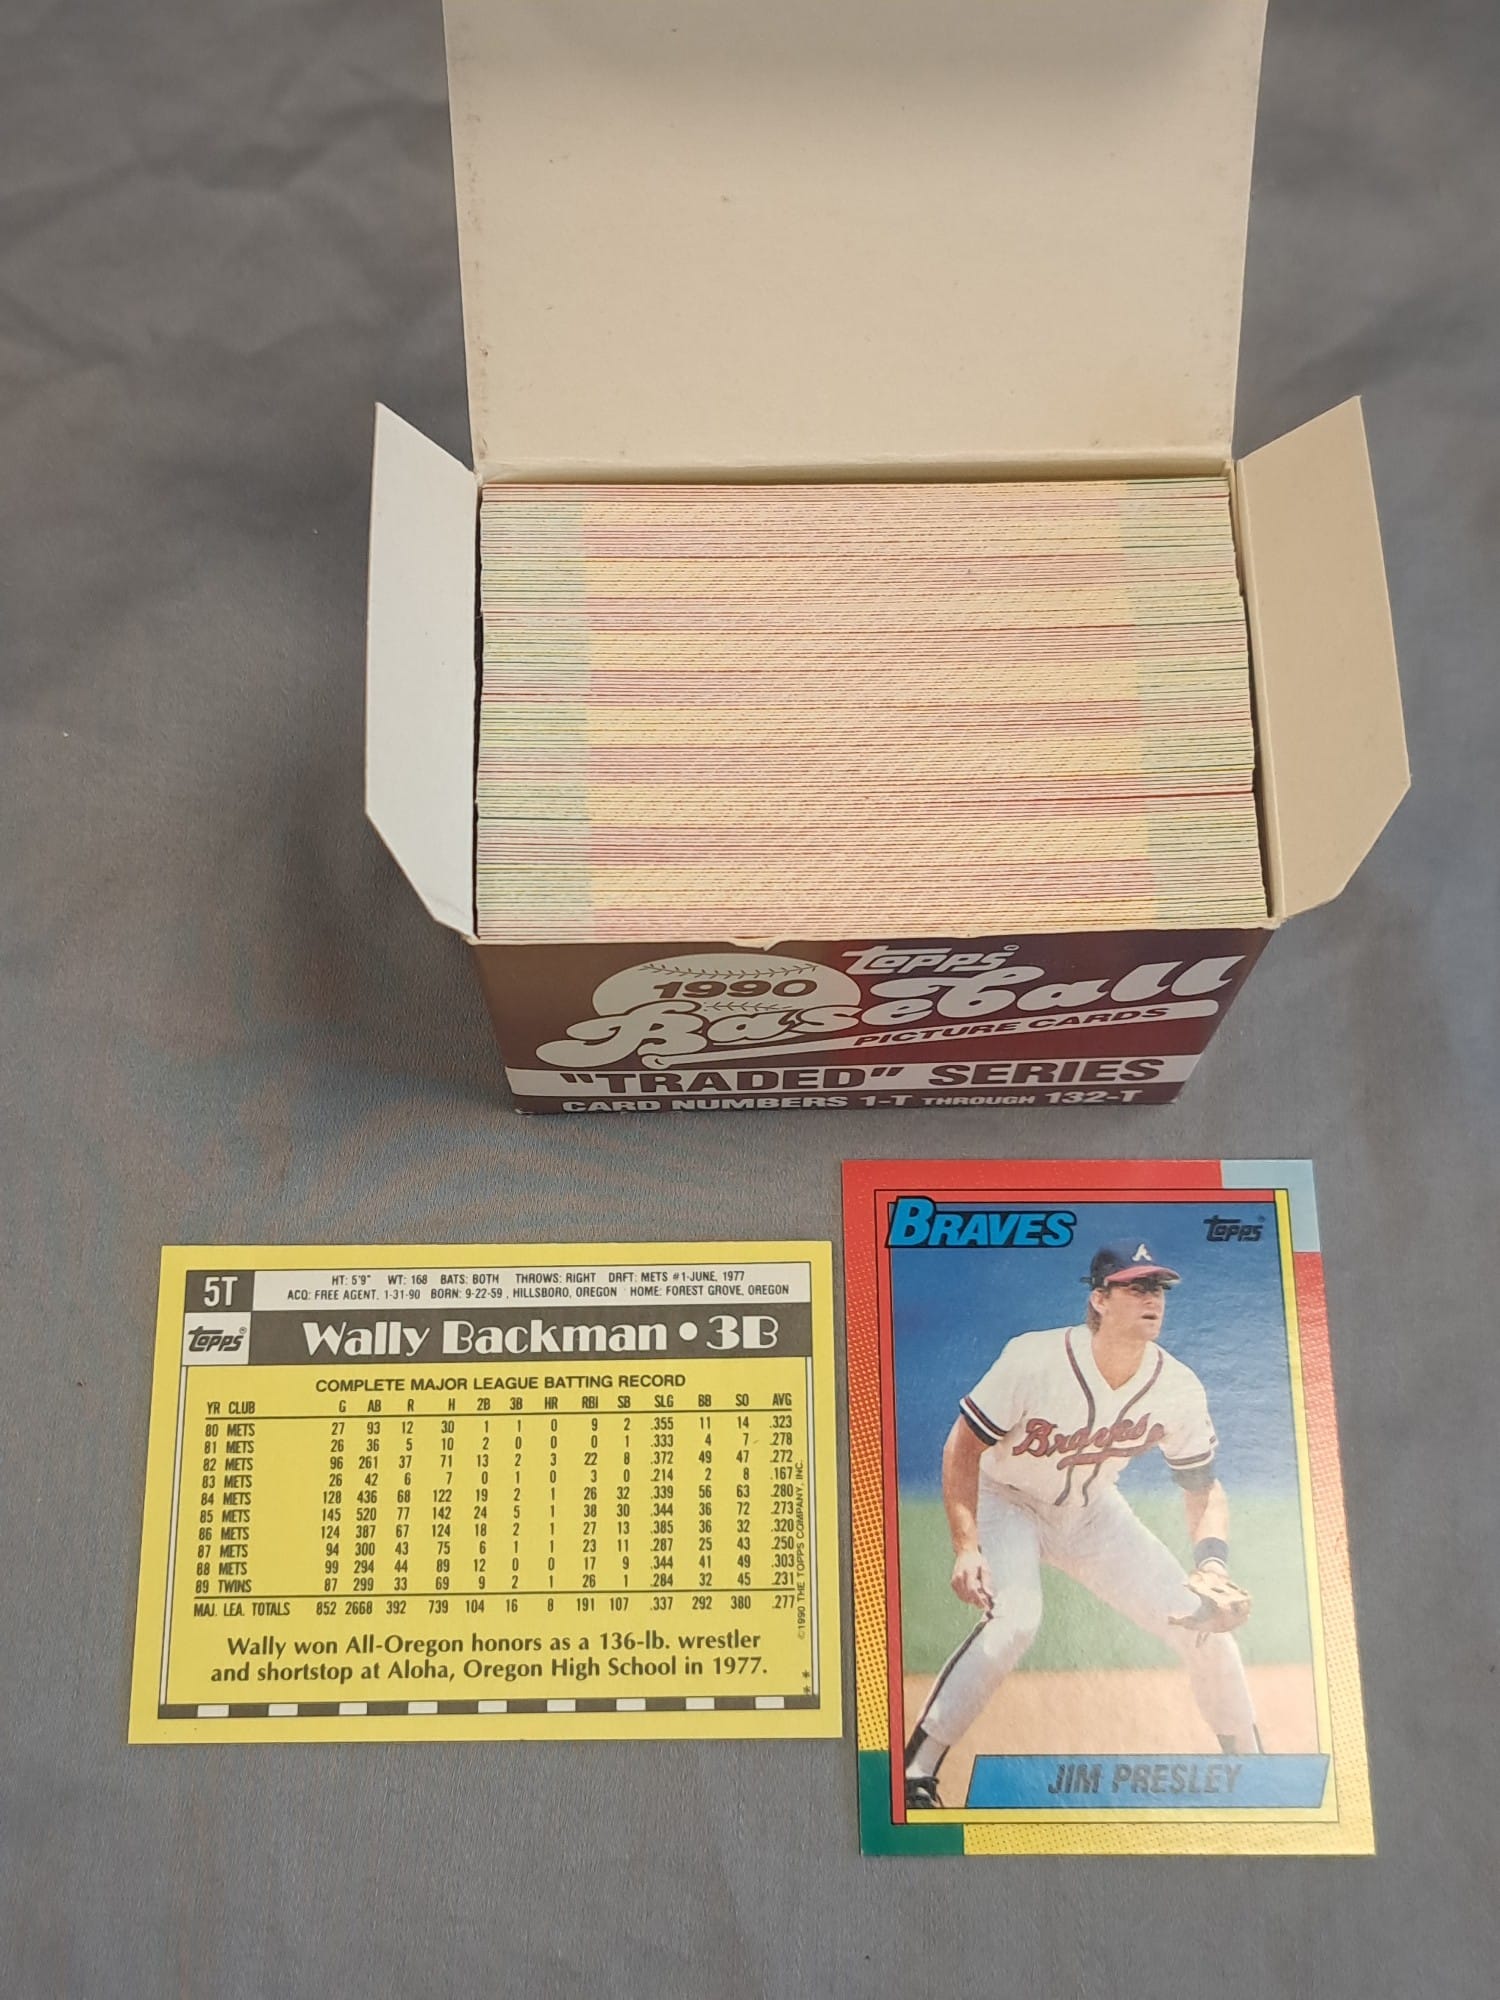 Topps
1990
Baseball
PICTURE CARDS
"TRADED" SERIES
CARD NUMBERS 1-T THROUGH 132-T
5T
HT: 5'9" WT: 168 BATS: BOTH THROWS: RIGHT DRFT: METS #1-JUNE, 1977
ACQ: FREE AGENT, 1-31-90 BORN: 9-22-59, HILLSBORO, OREGON HOME: FOREST GROVE, OREGON
Topps®
Wally Backman • 3B
COMPLETE MAJOR LEAGUE BATTING RECORD
YR CLUB G AB R H 2B 3B HR RBI SB SLG BB SO AVG
80 METS 27 93 12 30 1 1 0 9 2 .355 11 14 .323
81 METS 26 36 5 10 2 0 0 0 1 .333 4 7 .278
82 METS 96 261 37 71 13 2 3 22 8 .372 49 47 .272
83 METS 26 42 6 7 0 1 0 3 0 .214 2 8 .167
84 METS 128 436 68 122 19 2 1 26 32 .339 56 63 .280
85 METS 145 520 77 142 24 5 1 38 30 .344 36 72 .273
86 METS 124 387 67 124 18 2 1 27 13 .385 36 32 .320
87 METS 94 300 43 75 6 1 1 23 11 .287 25 43 .250
88 METS 99 294 44 89 12 0 0 17 9 .344 41 49 .303
89 TWINS 87 299 33 69 9 2 1 26 1 .284 32 45 .231
MAJ. LEA. TOTALS 852 2668 392 739 104 16 8 191 107 .337 292 380 .277
Wally won All-Oregon honors as a 136-lb. wrestler
and shortstop at Aloha, Oregon High School in 1977.
©1990 THE TOPPS COMPANY, INC.
* *
BRAVES
Topps®
A
Braves
JIM PRESLEY